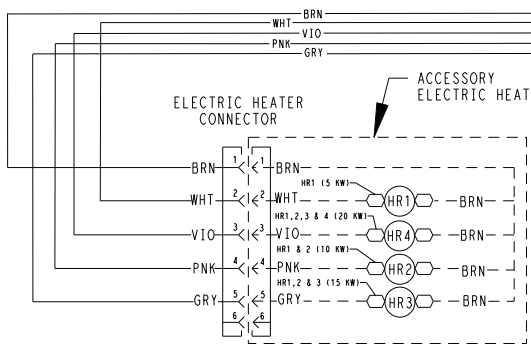 BRN
WHT
VIO
PNK
GRY
ACCESSORY
ELECTRIC HEAT
ELECTRIC HEATER
CONNECTOR
BRN 1 1 BRN
HR1 (5 KW)
WHT 2 2 WHT HR1 BRN
HR1,2,3 & 4 (20 KW)
VIO 3 3 VIO HR4 BRN
HR1 & 2 (10 KW)
PNK 4 4 PNK HR2 BRN
HR1,2 & 3 (15 KW)
GRY 5 5 GRY HR3 BRN
6 6